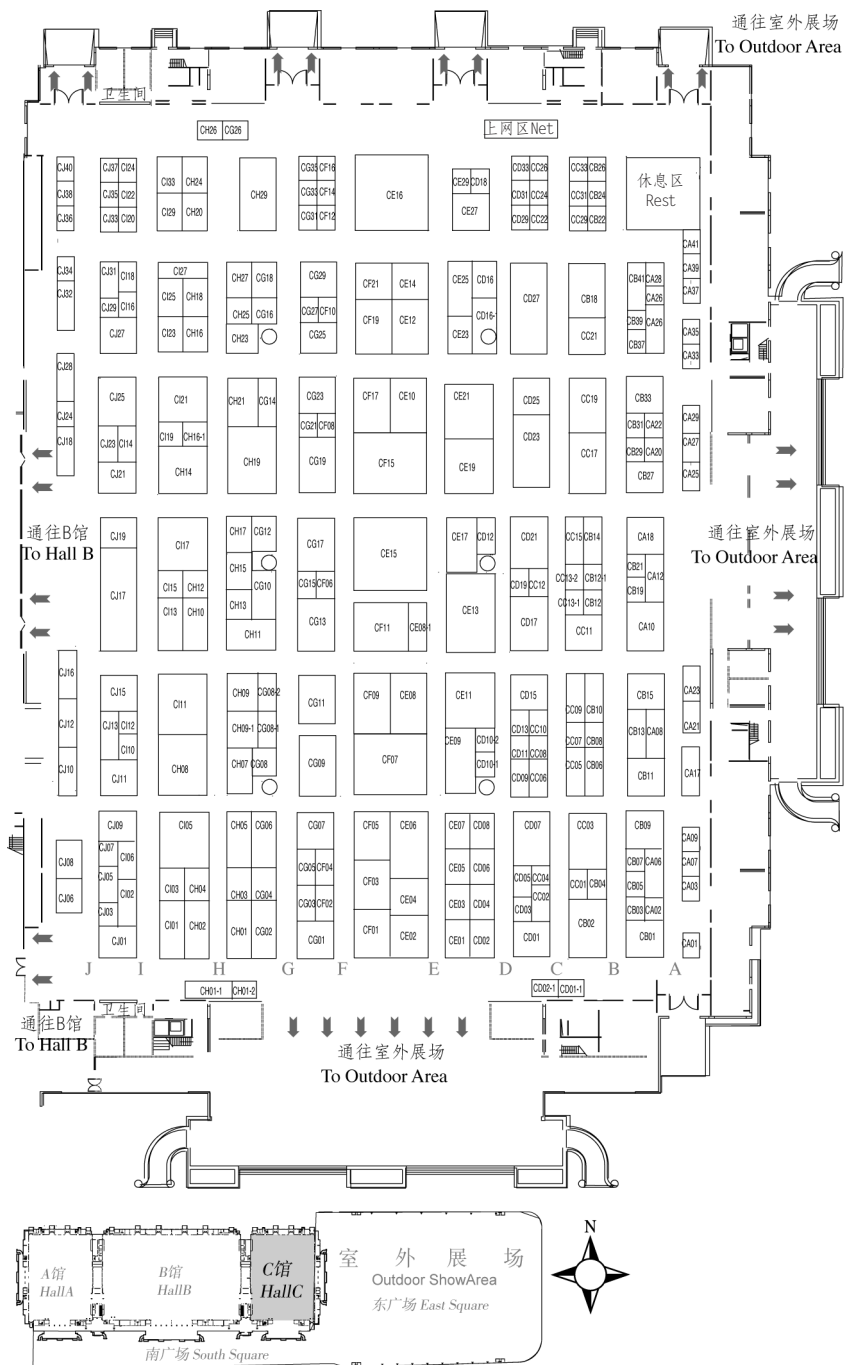 通往室外展场
To Outdoor Area
卫生间
CH26 CG26
上网区Net
CJ40 CJ37 CI24 CI33 CH24 CH29 CG35 CF16 CE16 CE29 CD18 CD33 CC26 CC33 CB26
休息区
Rest
CJ38 CJ35 CI22 CG33 CF14 CD31 CC24 CC31 CB24
CJ36 CJ33 CI20 CI29 CH20 CG31 CF12 CE27 CD29 CC22 CC29 CB22
CA41
CJ34 CJ31 CI18 CI27 CH27 CG18 CG29 CF21 CE14 CE25 CD16 CD27 CB18 CB41 CA28 CA39
CJ32 CJ29 CI16 CI25 CH18 CH25 CG16 CG27 CF10 CF19 CE12 CD16-1 CA26 CA37
CJ27 CI23 CH16 CH23 CG25 CE23 CC21 CB39 CA26 CB37 CA35
CA33
CJ28 CJ25 CI21 CH21 CG14 CG23 CF17 CE10 CE21 CD25 CC19 CB33
CJ24 CJ23 CI14 CI19 CH16-1 CG21 CF08 CD23 CB31 CA22 CA29
CJ18 CJ21 CH14 CH19 CG19 CF15 CE19 CC17 CB29 CA20 CA27
CB27 CA25
通往B馆
To Hall B
通往室外展场
To Outdoor Area
CJ19 CI17 CH17 CG12 CG17 CE15 CE17 CD12 CD21 CC15 CB14 CA18
CJ17 CI15 CH12 CH15 CG10 CG15 CF06 CE13 CD19 CC12 CC13-2 CB12-1 CB21 CA12
CI13 CH10 CH13 CG13 CF11 CE08-1 CD17 CC13-1 CB12 CB19
CH11 CC11 CA10
CJ16 CJ15 CI11 CH09 CG08-2 CG11 CF09 CE08 CE11 CD15 CC09 CB10 CB15 CA23
CJ12 CJ13 CI12 CH09-1 CG08-1 CE09 CD10-2 CD13 CC10 CC07 CB08 CB13 CA08 CA21
CJ10 CI10 CJ11 CH08 CH07 CG08 CG09 CF07 CD10-1 CD11 CC08 CC05 CB06 CB11 CA17
CD09 CC06
CJ09 CI05 CH05 CG06 CG07 CF05 CE06 CE07 CD08 CD07 CC03 CB09 CA09
CJ08 CJ07 CI06 CG05 CF04 CE05 CD06 CB07 CA06 CA07
CJ06 CJ05 CI02 CI03 CH04 CH03 CG04 CF03 CE04 CD05 CC04 CC01 CB04 CB05 CA03
CJ03 CG03 CF02 CE03 CD04 CD03 CC02 CB03 CA02
CJ01 CI01 CH02 CH01 CG02 CG01 CF01 CE02 CE01 CD02 CD01 CB02 CB01 CA01
J I H G F E D C B A
CH01-1 CH01-2
CD02-1 CD01-1
通往B馆
To Hall B
卫生间
通往室外展场
To Outdoor Area
A馆
HallA
B馆
HallB
C馆
HallC
室外展场
Outdoor ShowArea
东广场 East Square
南广场 South Square
N